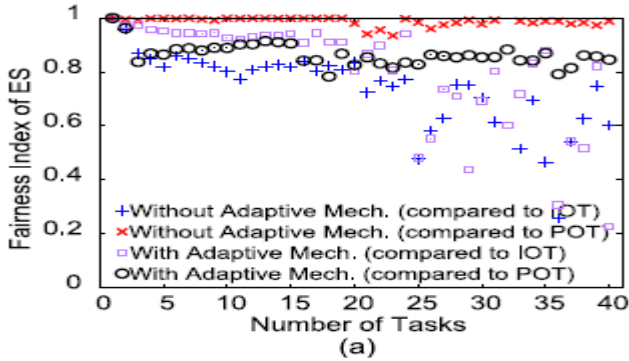 1
0.8
0.6
0.4
0.2
0
Fairness Index of ES
Without Adaptive Mech. (compared to IOT)
Without Adaptive Mech. (compared to POT)
With Adaptive Mech. (compared to IOT)
With Adaptive Mech. (compared to POT)
0 5 10 15 20 25 30 35 40
Number of Tasks
(a)